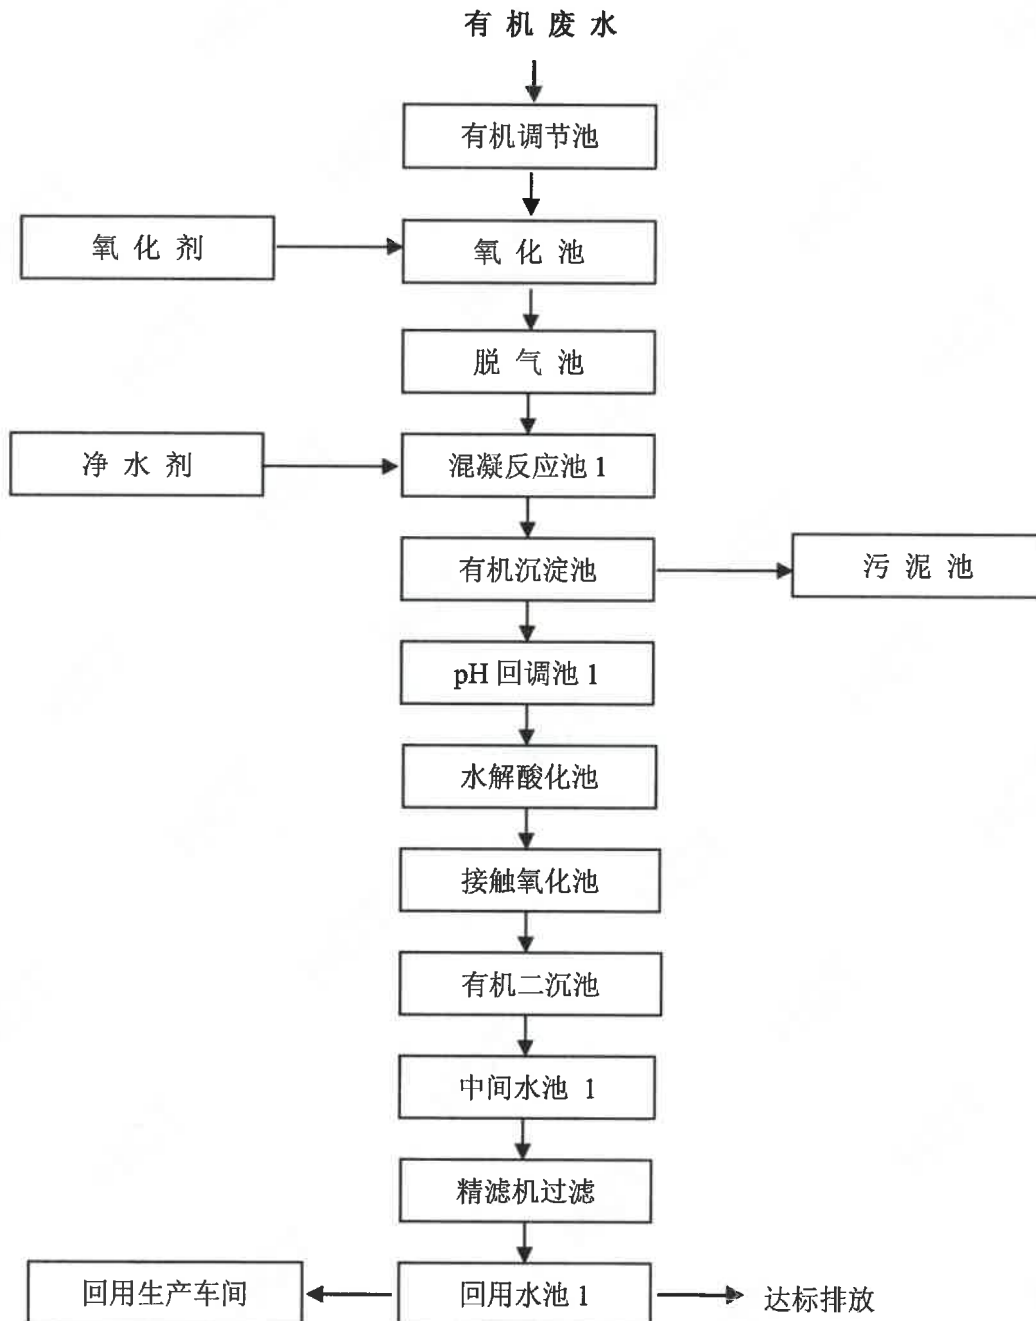 有 机 废 水
有机调节池
氧 化 剂
氧 化 池
脱 气 池
净 水 剂
混凝反应池 1
有机沉淀池
污 泥 池
pH 回调池 1
水解酸化池
接触氧化池
有机二沉池
中间水池 1
精滤机过滤
回用生产车间
回用水池 1
达标排放